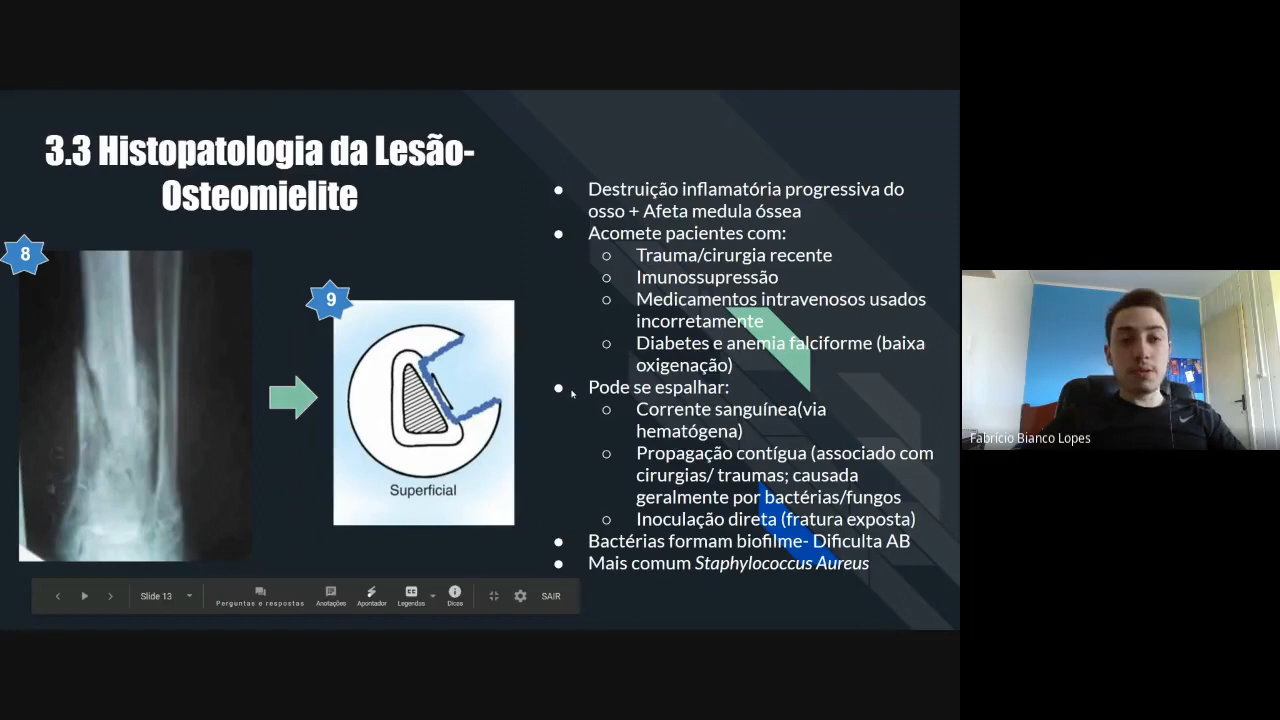 3.3 Histopatologia da Lesão-
Osteomielite
8
9
Superficial
● Destruição inflamatória progressiva do
osso + Afeta medula óssea
● Acomete pacientes com:
○ Trauma/cirurgia recente
○ Imunossupressão
○ Medicamentos intravenosos usados
incorretamente
○ Diabetes e anemia falciforme (baixa
oxigenação)
● Pode se espalhar:
○ Corrente sanguínea(via
hematógena)
○ Propagação contígua (associado com
cirurgias/ traumas; causada
geralmente por bactérias/fungos
○ Inoculação direta (fratura exposta)
● Bactérias formam biofilme- Dificulta AB
● Mais comum Staphylococcus Aureus
Slide 13
Perguntas e respostas
Anotações
Apontador
Legendas
Dicas
SAIR
Fabrício Bianco Lopes